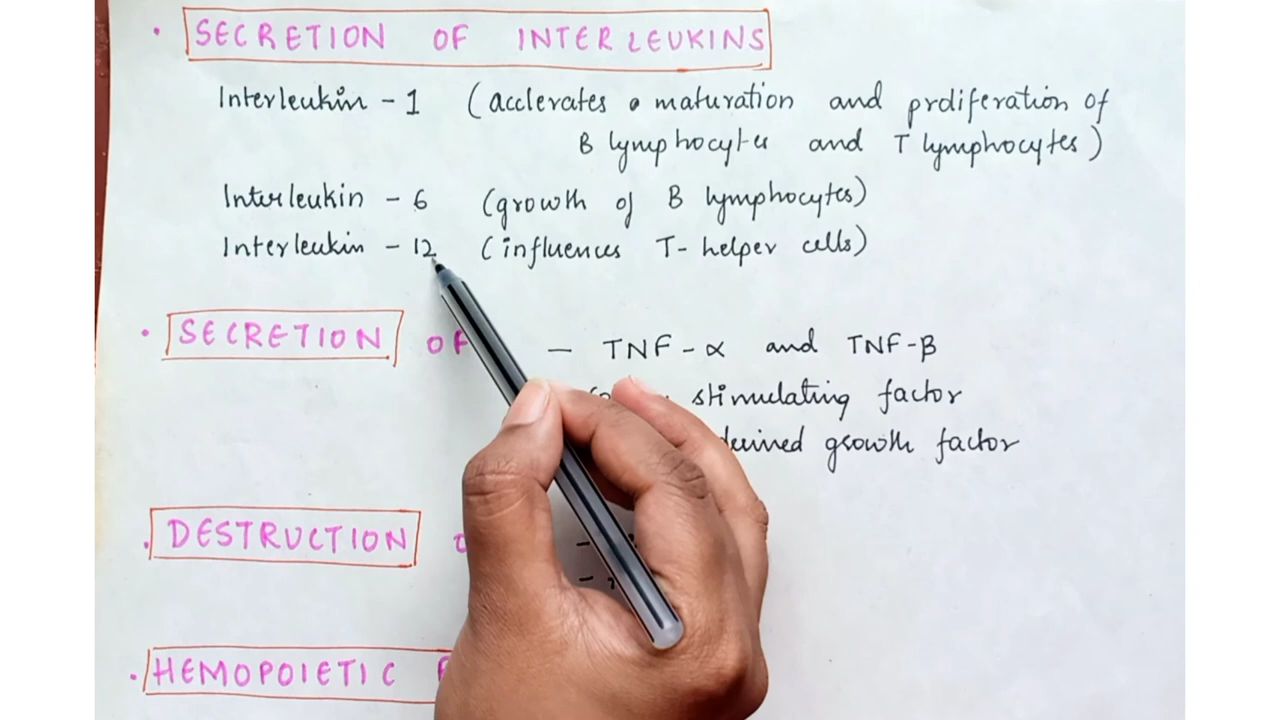 SECRETION OF INTERLEUKINS
Interleukin - 1 (acclerates maturation and proliferation of
B lymphocytes and T lymphocytes)
Interleukin - 6 (growth of B lymphocytes)
Interleukin - 12 (influences T- helper cells)
SECRETION OF - TNF-α and TNF-β
stimulating factor
derived growth factor
DESTRUCTION
HEMOPOIETIC